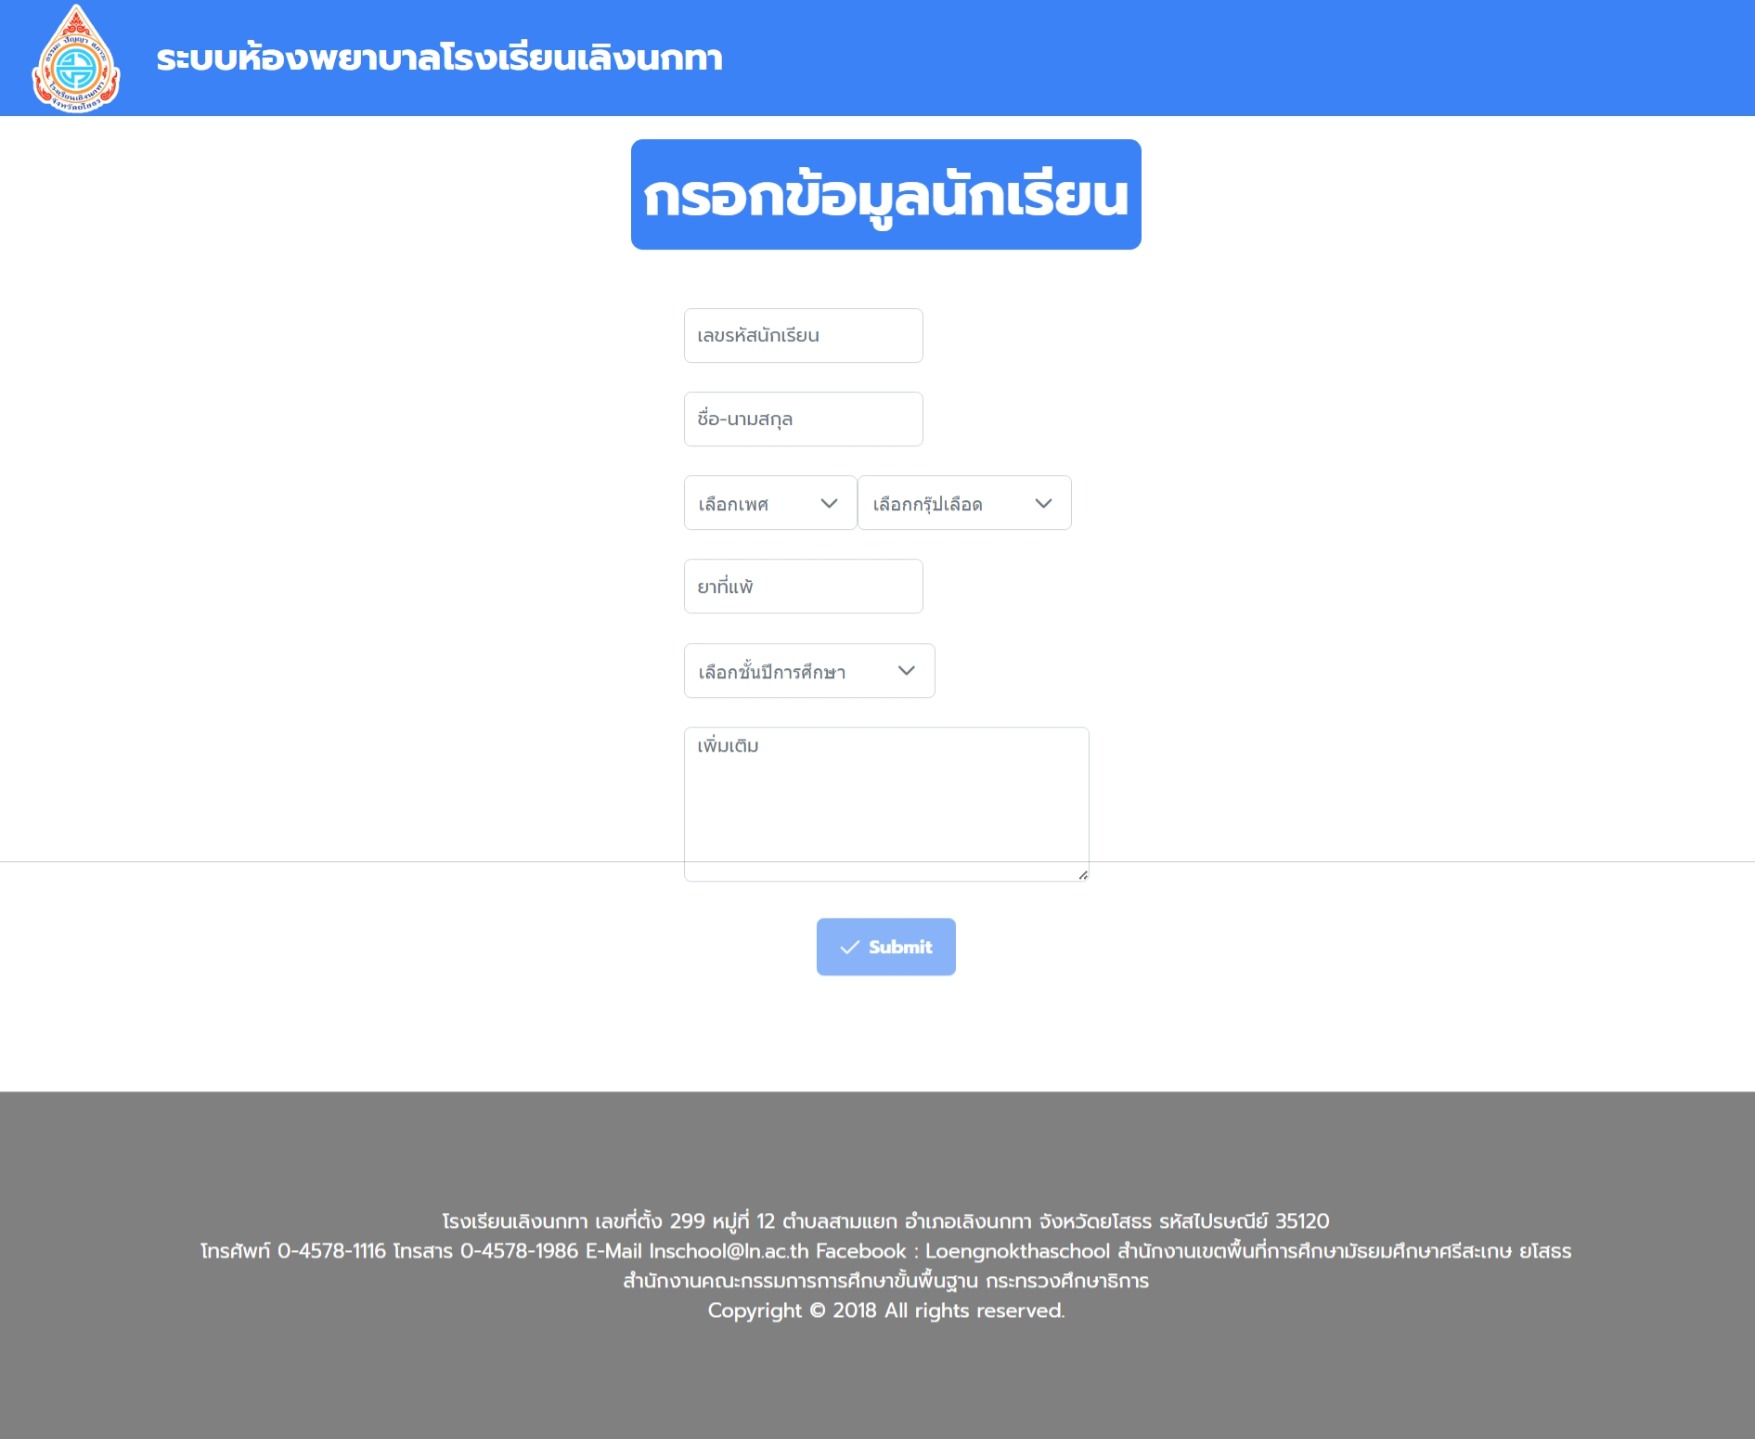 ระบบห้องพยาบาลโรงเรียนเลิงนกทา
กรอกข้อมูลนักเรียน
เลขรหัสนักเรียน
ชื่อ-นามสกุล
เลือกเพศ
เลือกกรุ๊ปเลือด
ยาที่แพ้
เลือกชั้นปีการศึกษา
เพิ่มเติม
Submit
โรงเรียนเลิงนกทา เลขที่ตั้ง 299 หมู่ที่ 12 ตำบลสามแยก อำเภอเลิงนกทา จังหวัดยโสธร รหัสไปรษณีย์ 35120
โทรศัพท์ 0-4578-1116 โทรสาร 0-4578-1986 E-Mail lnschool@ln.ac.th Facebook : Loengnokthaschool สำนักงานเขตพื้นที่การศึกษามัธยมศึกษาศรีสะเกษ ยโสธร
สำนักงานคณะกรรมการการศึกษาขั้นพื้นฐาน กระทรวงศึกษาธิการ
Copyright © 2018 All rights reserved.